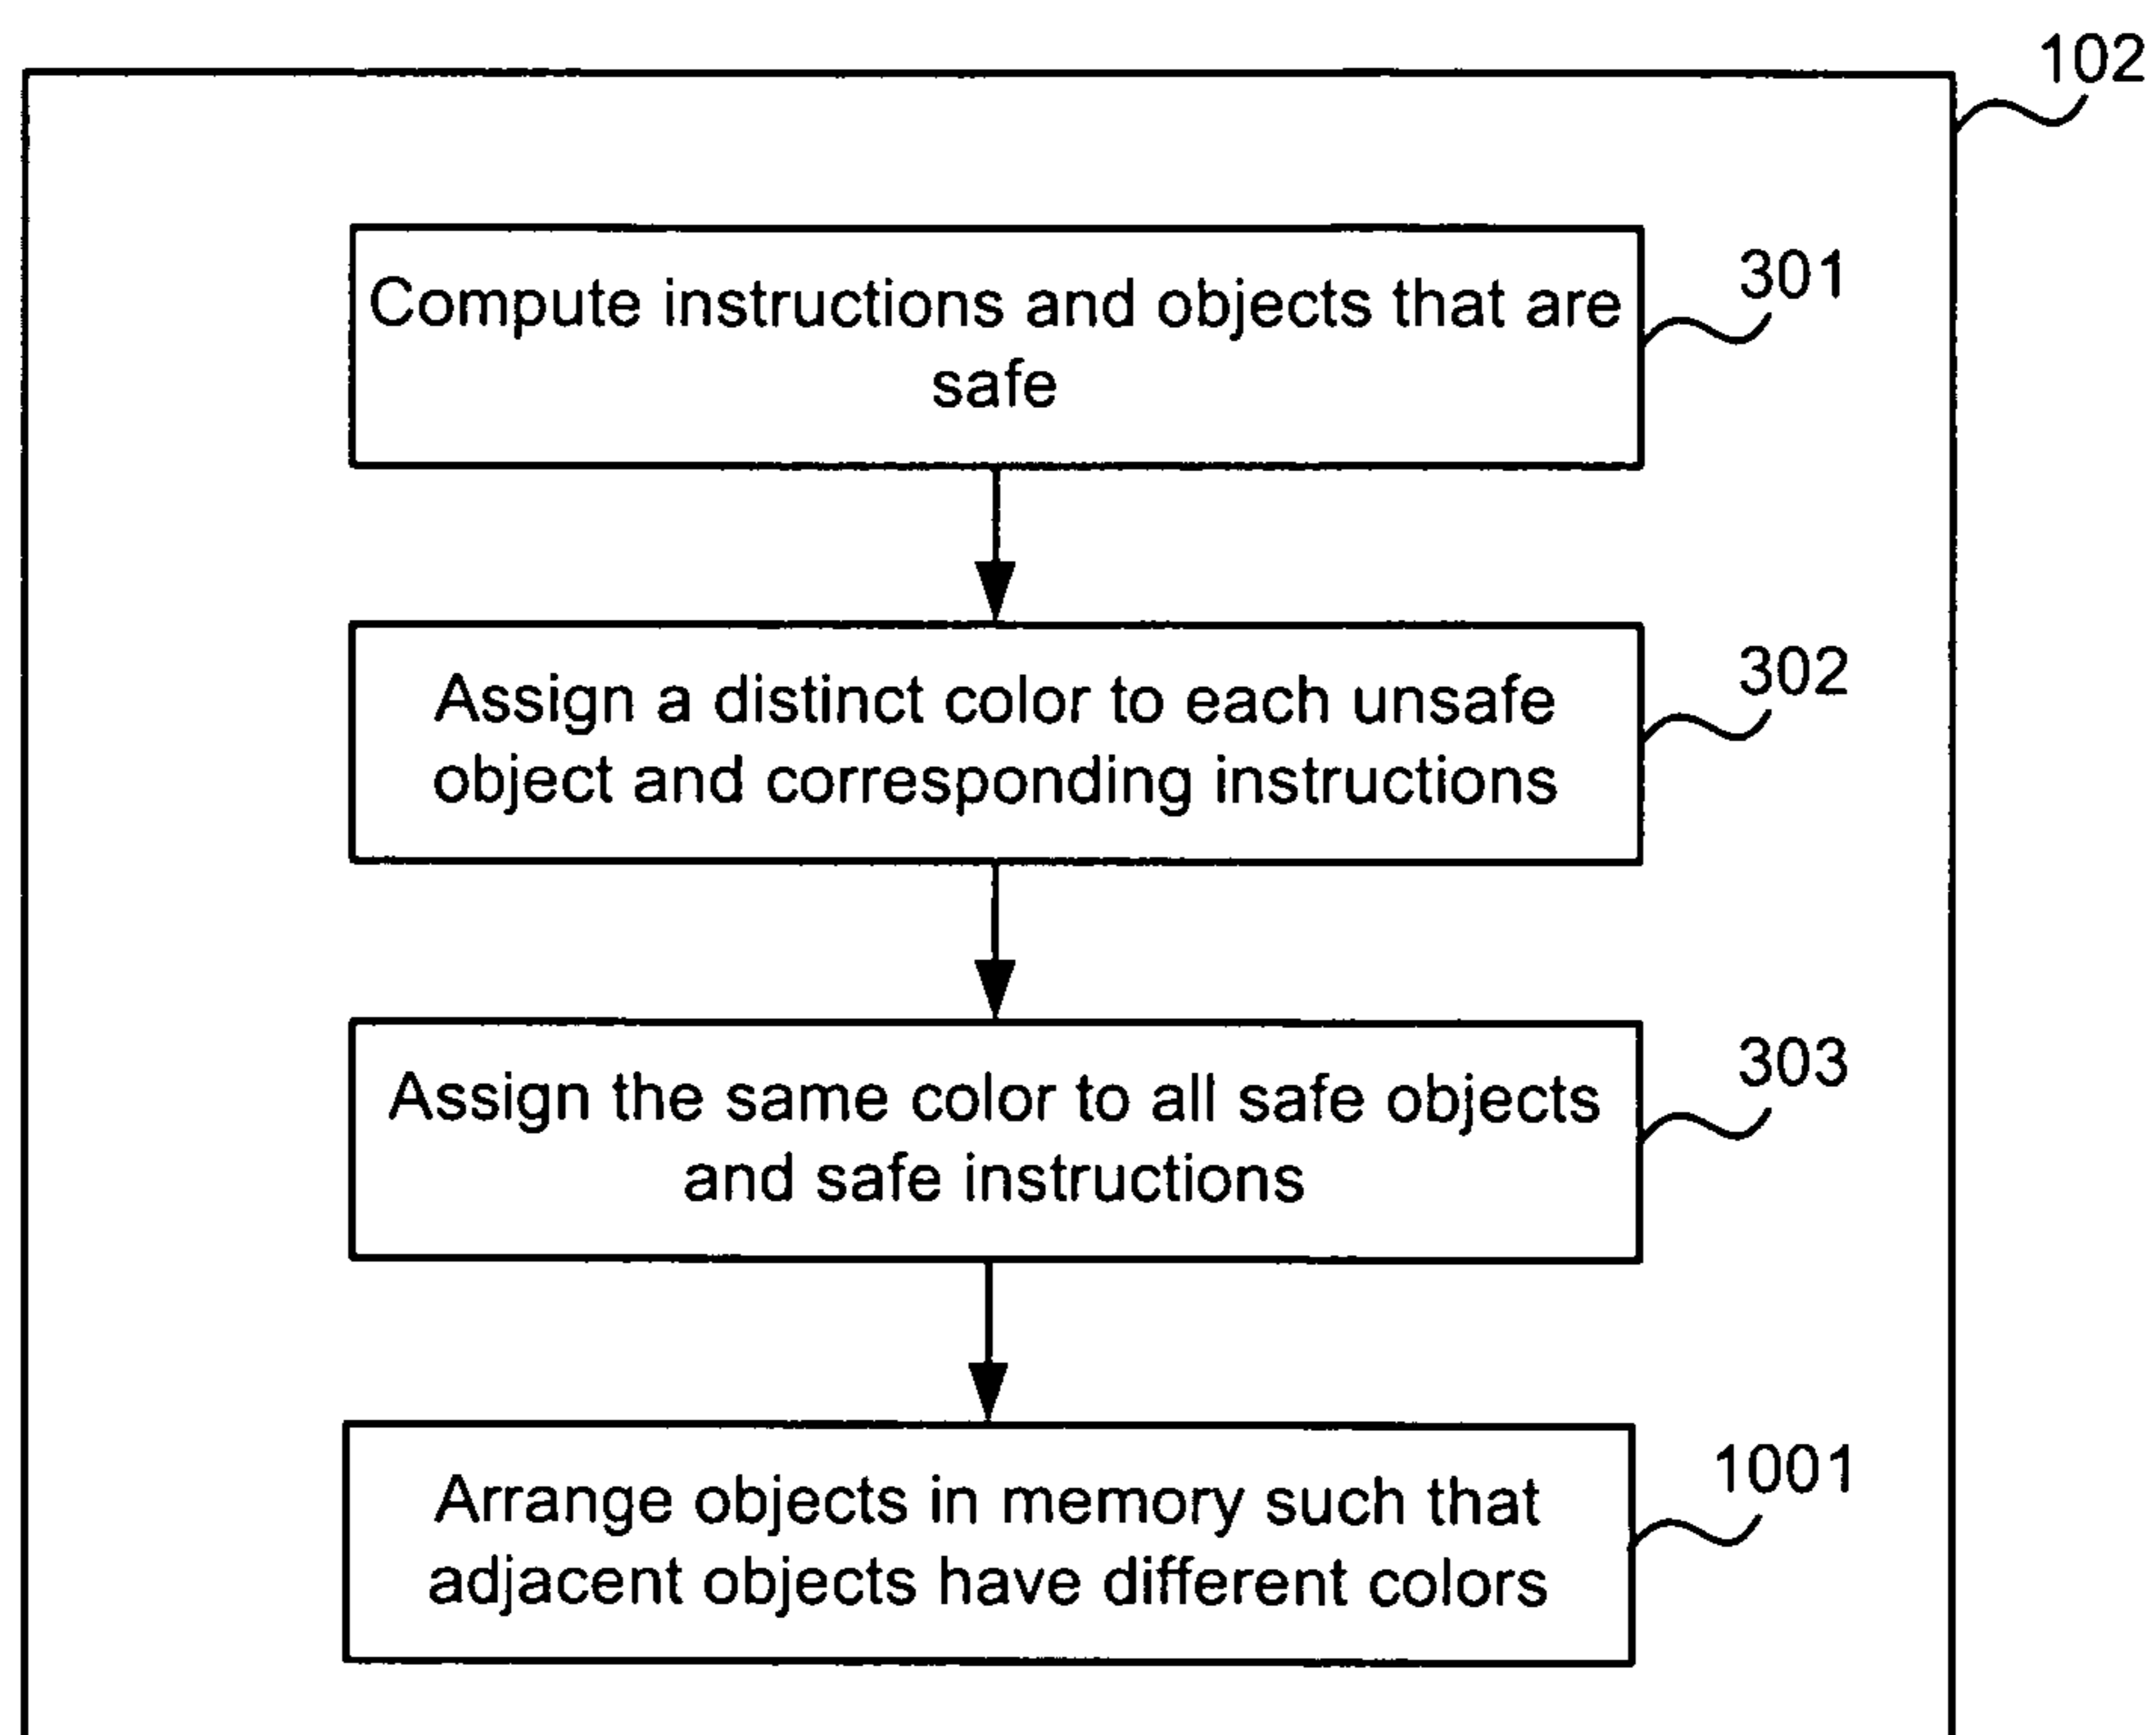 102
Compute instructions and objects that are
safe
301
Assign a distinct color to each unsafe
object and corresponding instructions
302
Assign the same color to all safe objects
and safe instructions
303
Arrange objects in memory such that
adjacent objects have different colors
1001